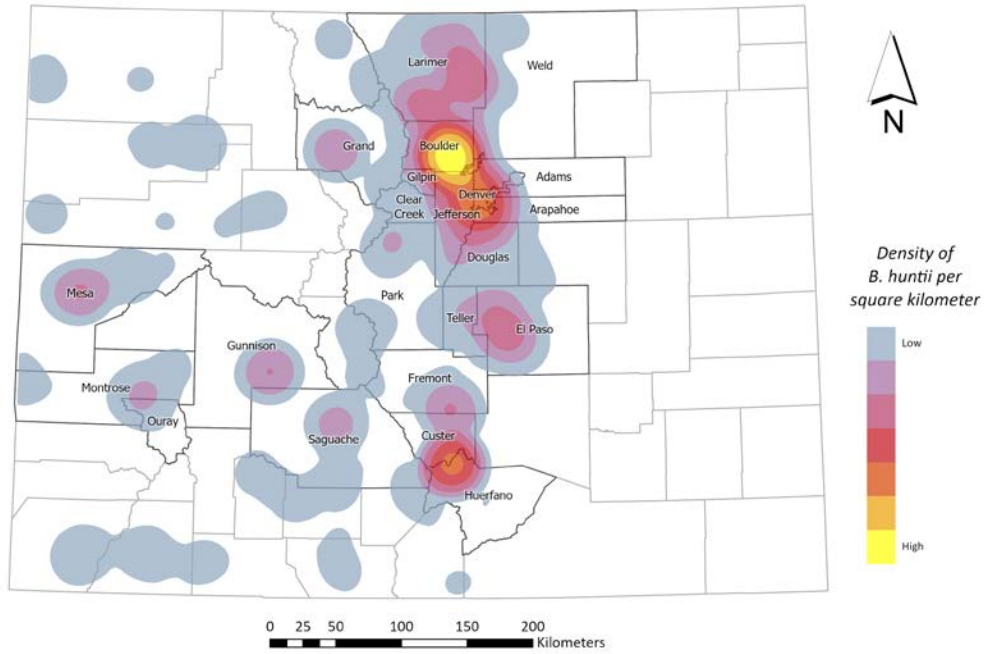 Larimer
Weld
N
Grand
Boulder
Gilpin
Adams
Clear
Creek
Denver
Jefferson
Arapahoe
Douglas
Density of
B. huntii per
square kilometer
Mesa
Park
Teller
El Paso
Low
Gunnison
Montrose
Fremont
Ouray
Saguache
Custer
Huerfano
High
0 25 50 100 150 200
Kilometers